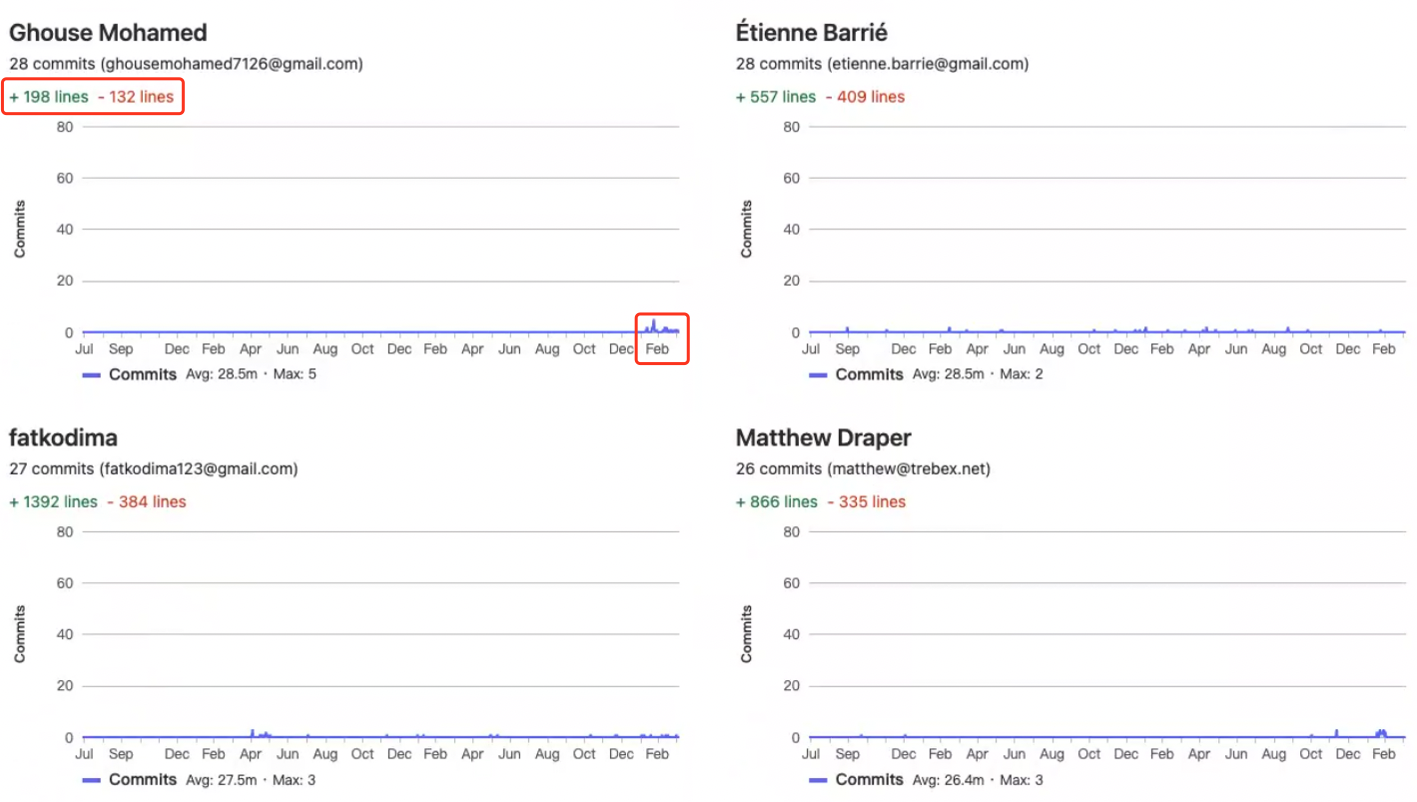 Ghouse Mohamed
28 commits (ghousemohamed7126@gmail.com)
+ 198 lines - 132 lines
80
60
40
20
0
Commits
Jul Sep Dec Feb Apr Jun Aug Oct Dec Feb Apr Jun Aug Oct Dec Feb
Commits Avg: 28.5m · Max: 5
Étienne Barrié
28 commits (etienne.barrie@gmail.com)
+ 557 lines - 409 lines
80
60
40
20
0
Commits
Jul Sep Dec Feb Apr Jun Aug Oct Dec Feb Apr Jun Aug Oct Dec Feb
Commits Avg: 28.5m · Max: 2
fatkodima
27 commits (fatkodima123@gmail.com)
+ 1392 lines - 384 lines
80
60
40
20
0
Commits
Jul Sep Dec Feb Apr Jun Aug Oct Dec Feb Apr Jun Aug Oct Dec Feb
Commits Avg: 27.5m · Max: 3
Matthew Draper
26 commits (matthew@trebex.net)
+ 866 lines - 335 lines
80
60
40
20
0
Commits
Jul Sep Dec Feb Apr Jun Aug Oct Dec Feb Apr Jun Aug Oct Dec Feb
Commits Avg: 26.4m · Max: 3